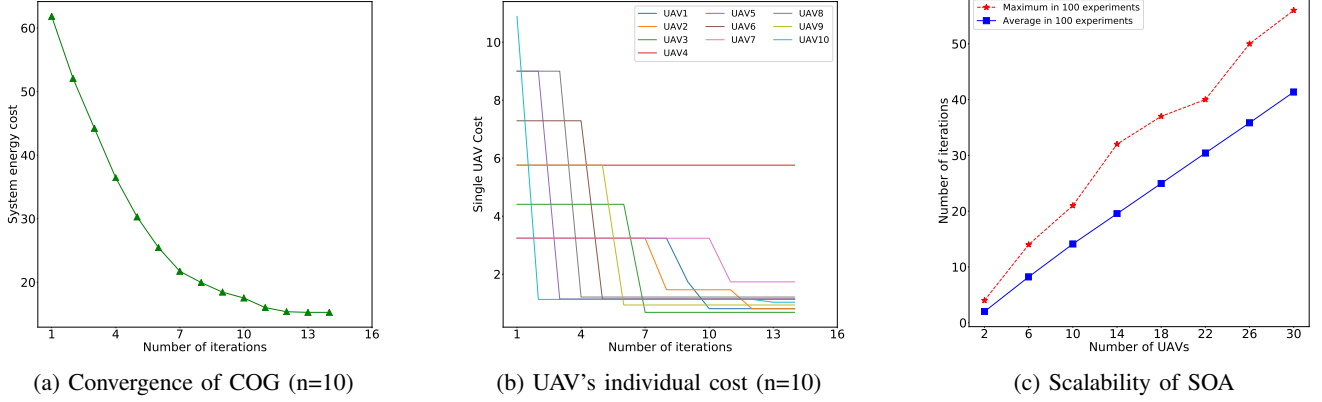 System energy cost
60
50
40
30
20
1 4 7 10 13 16
Number of iterations
(a) Convergence of COG (n=10)
Single UAV Cost
10
8
6
4
2
UAV1 UAV5 UAV8
UAV2 UAV6 UAV9
UAV3 UAV7 UAV10
UAV4
1 4 7 10 13 16
Number of iterations
(b) UAV's individual cost (n=10)
Number of iterations
50
40
30
20
10
0
Maximum in 100 experiments
Average in 100 experiments
2 6 10 14 18 22 26 30
Number of UAVs
(c) Scalability of SOA